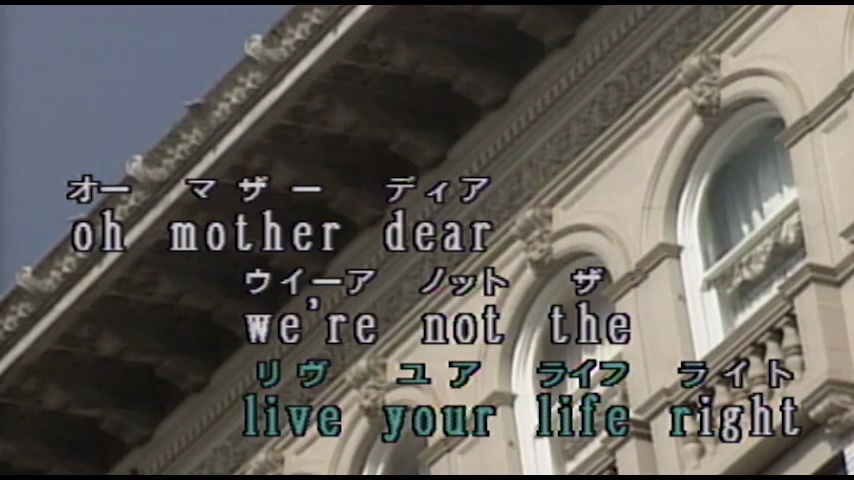 オー マザー ディア
oh mother dear
ウイーア ノット ザ
we're not the
リヴ ユア ライフ ライト
live your life right